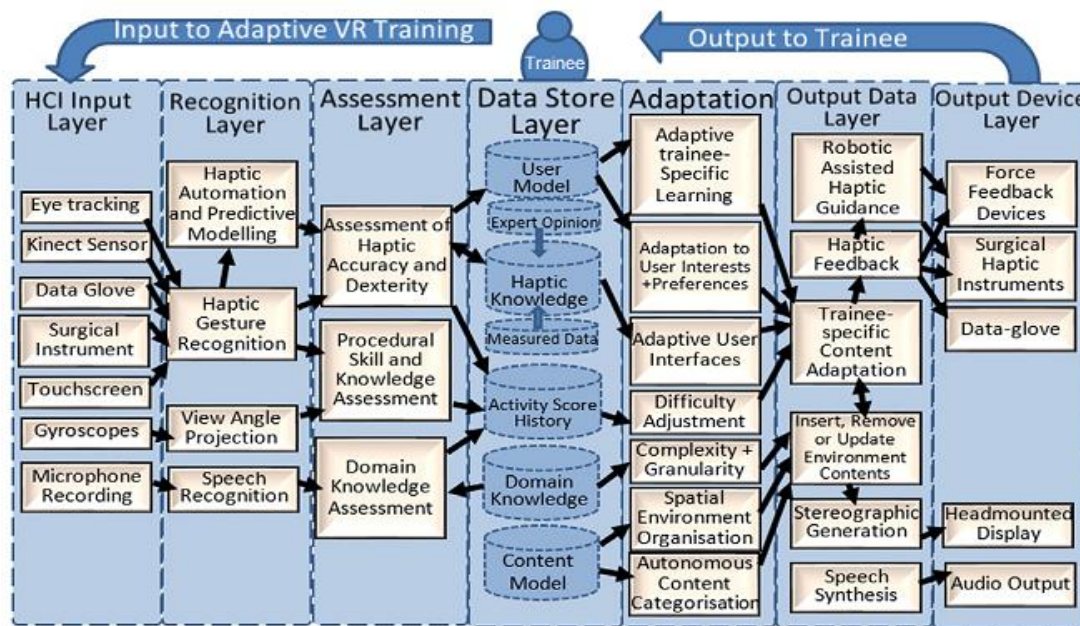 Input to Adaptive VR Training
Trainee
Output to Trainee
HCI Input
Layer
Eye tracking
Kinect Sensor
Data Glove
Surgical
Instrument
Touchscreen
Gyroscopes
Microphone
Recording
Recognition
Layer
Haptic
Automation
and Predictive
Modelling
Haptic
Gesture
Recognition
View Angle
Projection
Speech
Recognition
Assessment
Layer
Assessment of
Haptic
Accuracy and
Dexterity
Procedural
Skill and
Knowledge
Assessment
Domain
Knowledge
Assessment
Data Store
Layer
User
Model
Expert Opinion
Haptic
Knowledge
Measured Data
Activity Score
History
Domain
Knowledge
Content
Model
Adaptation
Adaptive
trainee-
Specific
Learning
Adaptation to
User Interests
+Preferences
Adaptive User
Interfaces
Difficulty
Adjustment
Complexity +
Granularity
Spatial
Environment
Organisation
Autonomous
Content
Categorisation
Output Data
Layer
Robotic
Assisted
Haptic
Guidance
Haptic
Feedback
Trainee-
specific
Content
Adaptation
Insert, Remove
or Update
Environment
Contents
Stereographic
Generation
Speech
Synthesis
Output Device
Layer
Force
Feedback
Devices
Surgical
Haptic
Instruments
Data-glove
Headmounted
Display
Audio Output